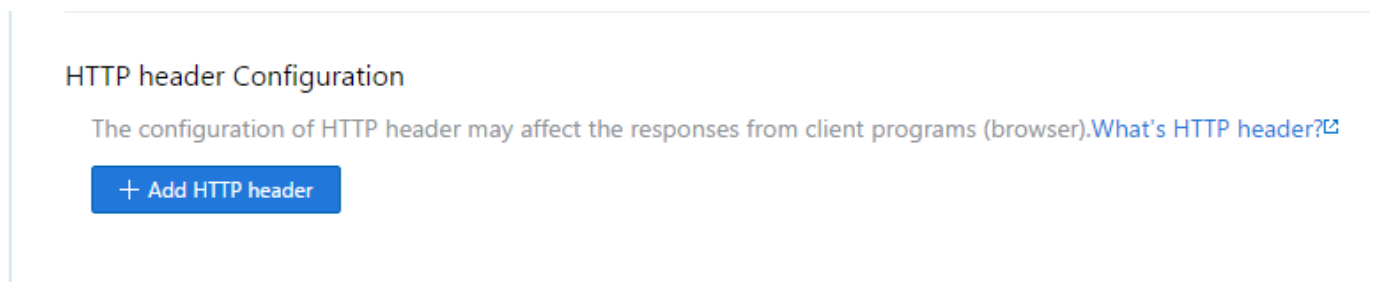 HTTP header Configuration
The configuration of HTTP header may affect the responses from client programs (browser).What's HTTP header?
+ Add HTTP header